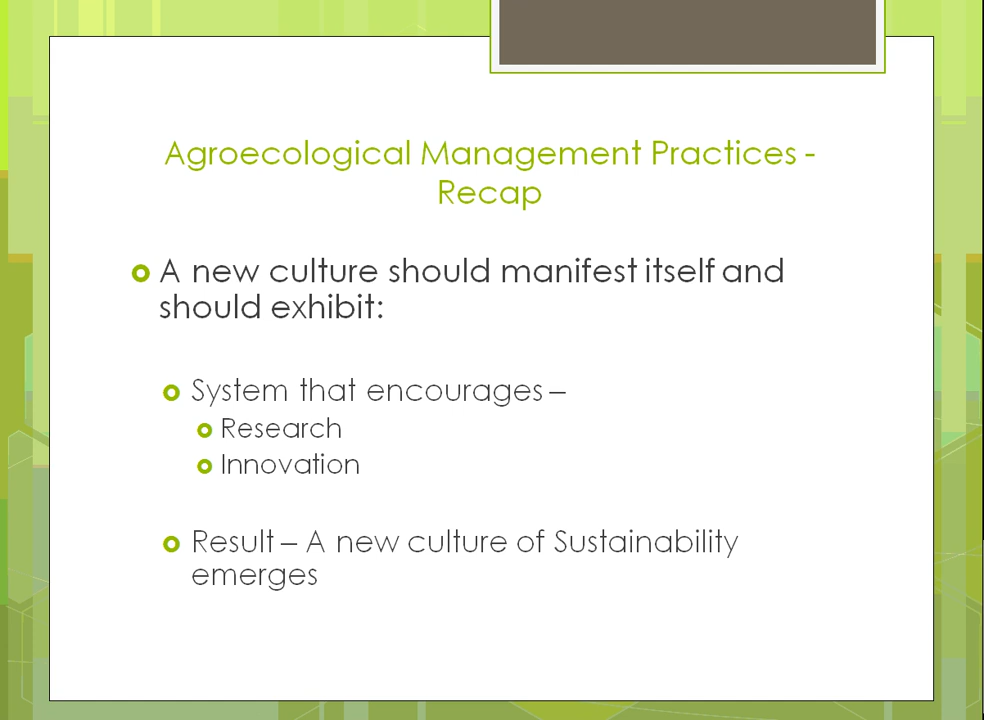 Agroecological Management Practices -
Recap
A new culture should manifest itself and
should exhibit:
System that encourages –
Research
Innovation
Result – A new culture of Sustainability
emerges